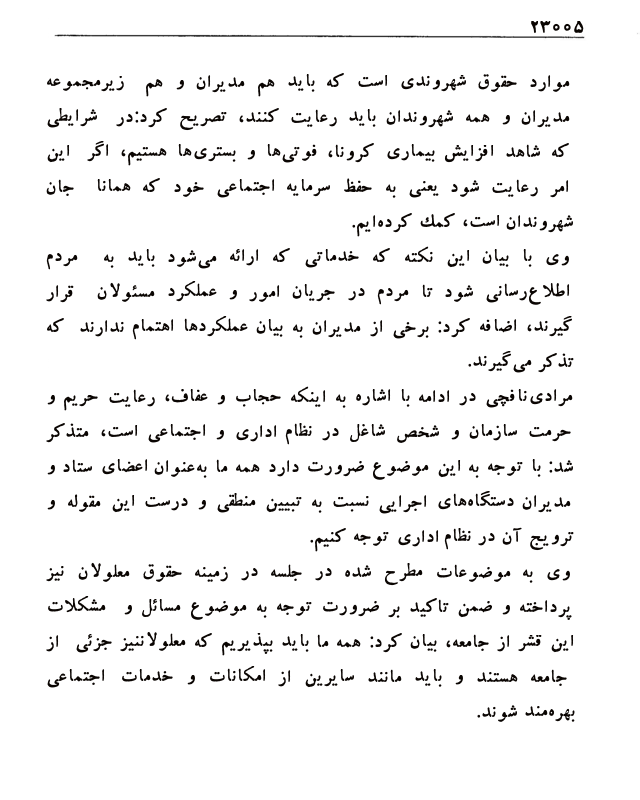 ۲۳۰۰۵
موارد حقوق شهروندی است که باید هم مدیران و هم زیرمجموعه
مدیران و همه شهروندان باید رعایت کنند، تصریح کرد:در شرایطی
که شاهد افزایش بیماری کرونا، فوتی‌ها و بستری‌ها هستیم، اگر این
امر رعایت شود یعنی به حفظ سرمایه اجتماعی خود که همانا جان
شهروندان است، کمك کرده‌ایم.
وی با بیان این نکته که خدماتی که ارائه می‌شود باید به مردم
اطلاع‌رسانی شود تا مردم در جریان امور و عملکرد مسئولان قرار
گیرند، اضافه کرد: برخی از مدیران به بیان عملکردها اهتمام ندارند که
تذکر می‌گیرند.
مرادی‌نافچی در ادامه با اشاره به اینکه حجاب و عفاف، رعایت حریم و
حرمت سازمان و شخص شاغل در نظام اداری و اجتماعی است، متذکر
شد: با توجه به این موضوع ضرورت دارد همه ما به‌عنوان اعضای ستاد و
مدیران دستگاه‌های اجرایی نسبت به تبیین منطقی و درست این مقوله و
ترویج آن در نظام اداری توجه کنیم.
وی به موضوعات مطرح شده در جلسه در زمینه حقوق معلولان نیز
پرداخته و ضمن تاکید بر ضرورت توجه به موضوع مسائل و مشکلات
این قشر از جامعه، بیان کرد: همه ما باید بپذیریم که معلولاننیز جزئی از
جامعه هستند و باید مانند سایرین از امکانات و خدمات اجتماعی
بهره‌مند شوند.